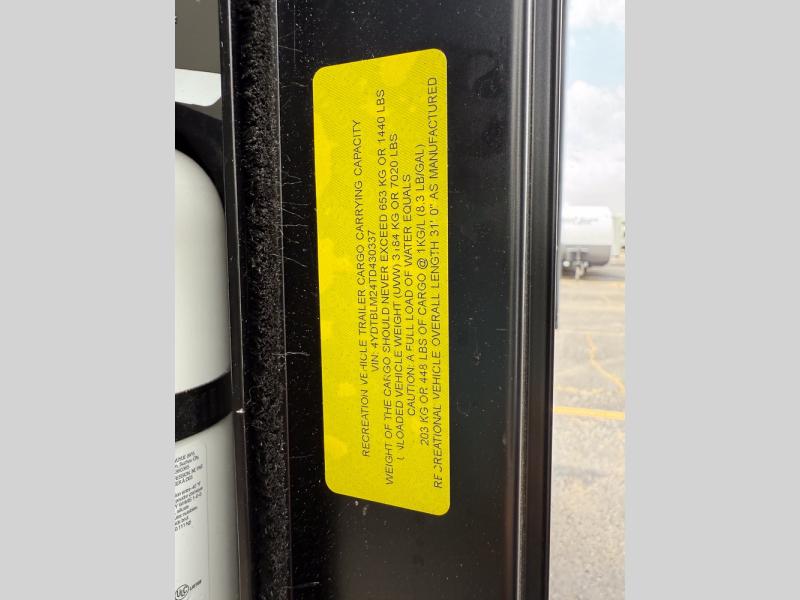 RECREATION VEHICLE TRAILER CARGO CARRYING CAPACITY
VIN: 4YDTBLM24TD430337
WEIGHT OF THE CARGO SHOULD NEVER EXCEED 653 KG OR 1440 LBS
UNLOADED VEHICLE WEIGHT (UVW) 3184 KG OR 7020 LBS
CAUTION: A FULL LOAD OF WATER EQUALS
203 KG OR 448 LBS OF CARGO @ 1KG/L (8.3 LB/GAL)
RECREATIONAL VEHICLE OVERALL LENGTH 31' 0" AS MANUFACTURED